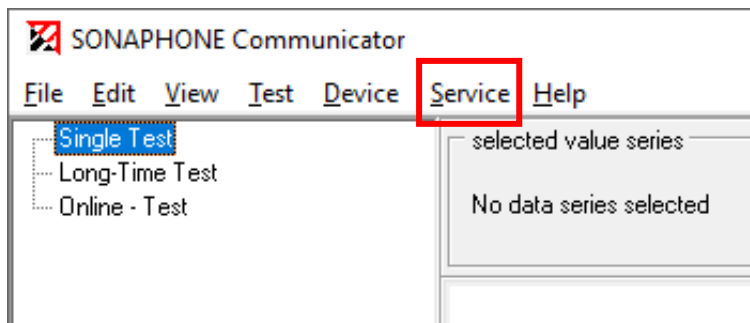 SONAPHONE Communicator
File Edit View Test Device Service Help
Single Test
Long-Time Test
Online - Test
selected value series
No data series selected